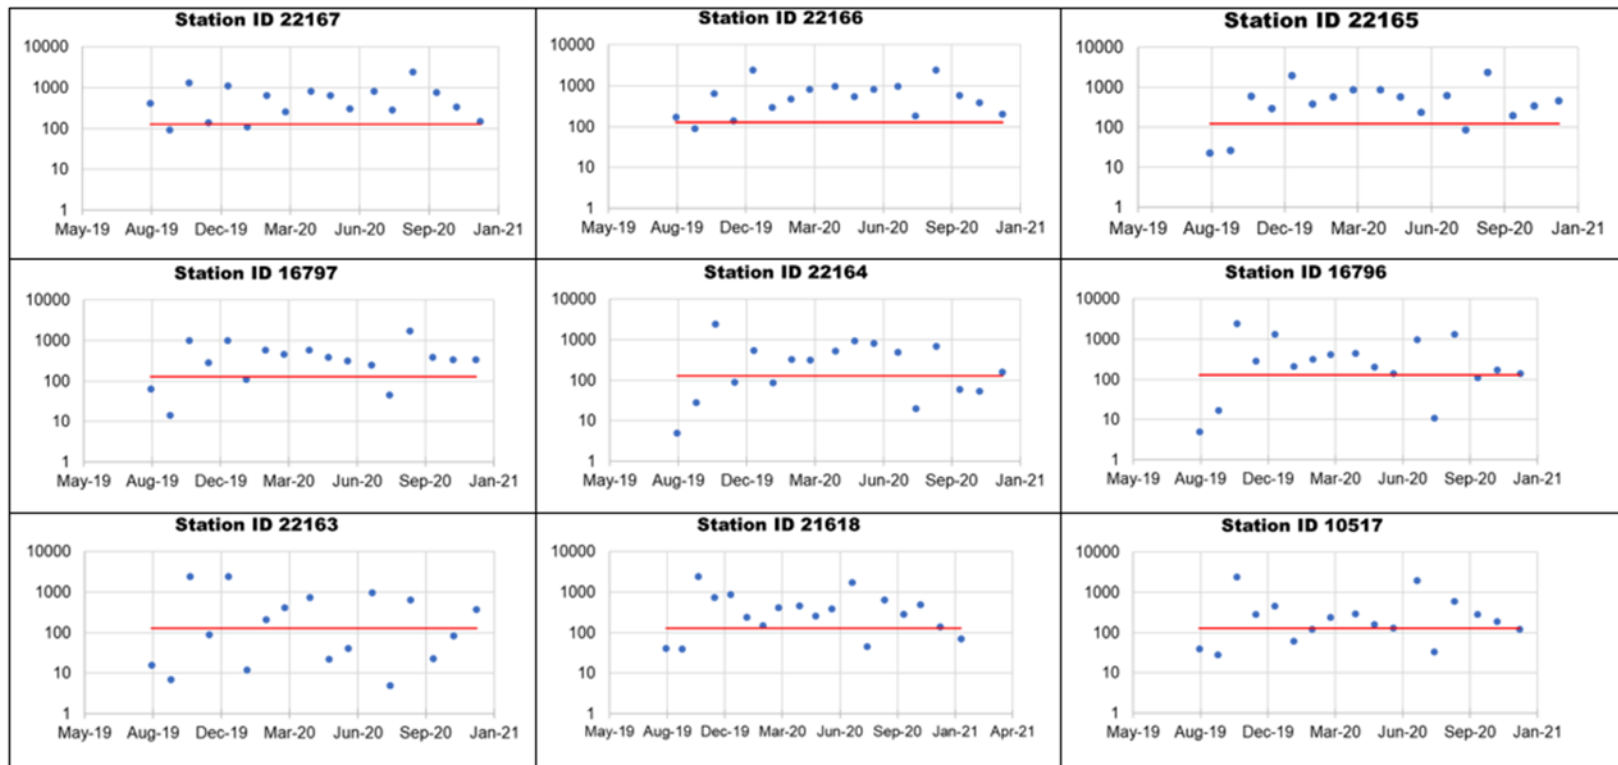 Station ID 22167
10000
1000
100
10
1
May-19 Aug-19 Dec-19 Mar-20 Jun-20 Sep-20 Jan-21
Station ID 22166
10000
1000
100
10
1
May-19 Aug-19 Dec-19 Mar-20 Jun-20 Sep-20 Jan-21
Station ID 22165
10000
1000
100
10
1
May-19 Aug-19 Dec-19 Mar-20 Jun-20 Sep-20 Jan-21
Station ID 16797
10000
1000
100
10
1
May-19 Aug-19 Dec-19 Mar-20 Jun-20 Sep-20 Jan-21
Station ID 22164
10000
1000
100
10
1
May-19 Aug-19 Dec-19 Mar-20 Jun-20 Sep-20 Jan-21
Station ID 16796
10000
1000
100
10
1
May-19 Aug-19 Dec-19 Mar-20 Jun-20 Sep-20 Jan-21
Station ID 22163
10000
1000
100
10
1
May-19 Aug-19 Dec-19 Mar-20 Jun-20 Sep-20 Jan-21
Station ID 21618
10000
1000
100
10
1
May-19 Aug-19 Dec-19 Mar-20 Jun-20 Sep-20 Jan-21 Apr-21
Station ID 10517
10000
1000
100
10
1
May-19 Aug-19 Dec-19 Mar-20 Jun-20 Sep-20 Jan-21